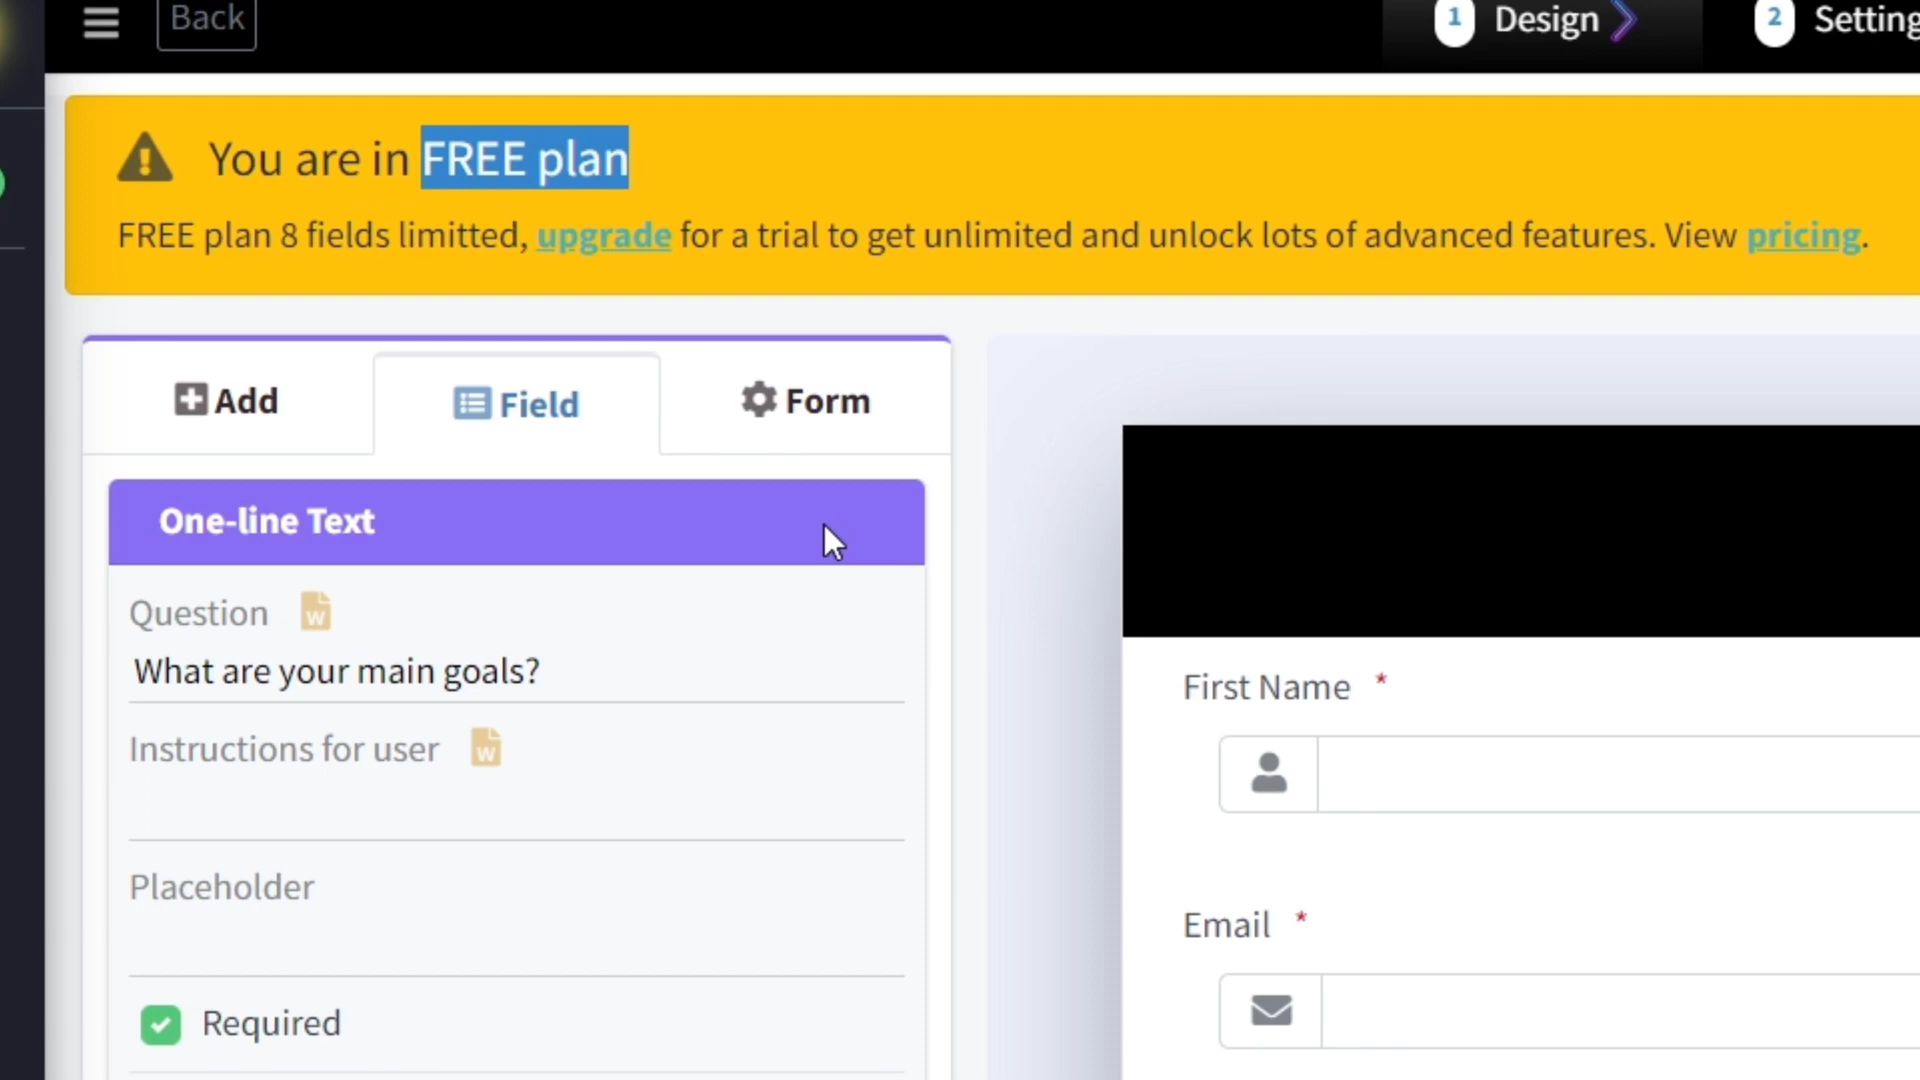 Back
1 Design
2 Setting
You are in FREE plan
FREE plan 8 fields limitted, upgrade for a trial to get unlimited and unlock lots of advanced features. View pricing.
Add
Field
Form
One-line Text
Question
What are your main goals?
Instructions for user
Placeholder
Required
First Name *
Email *